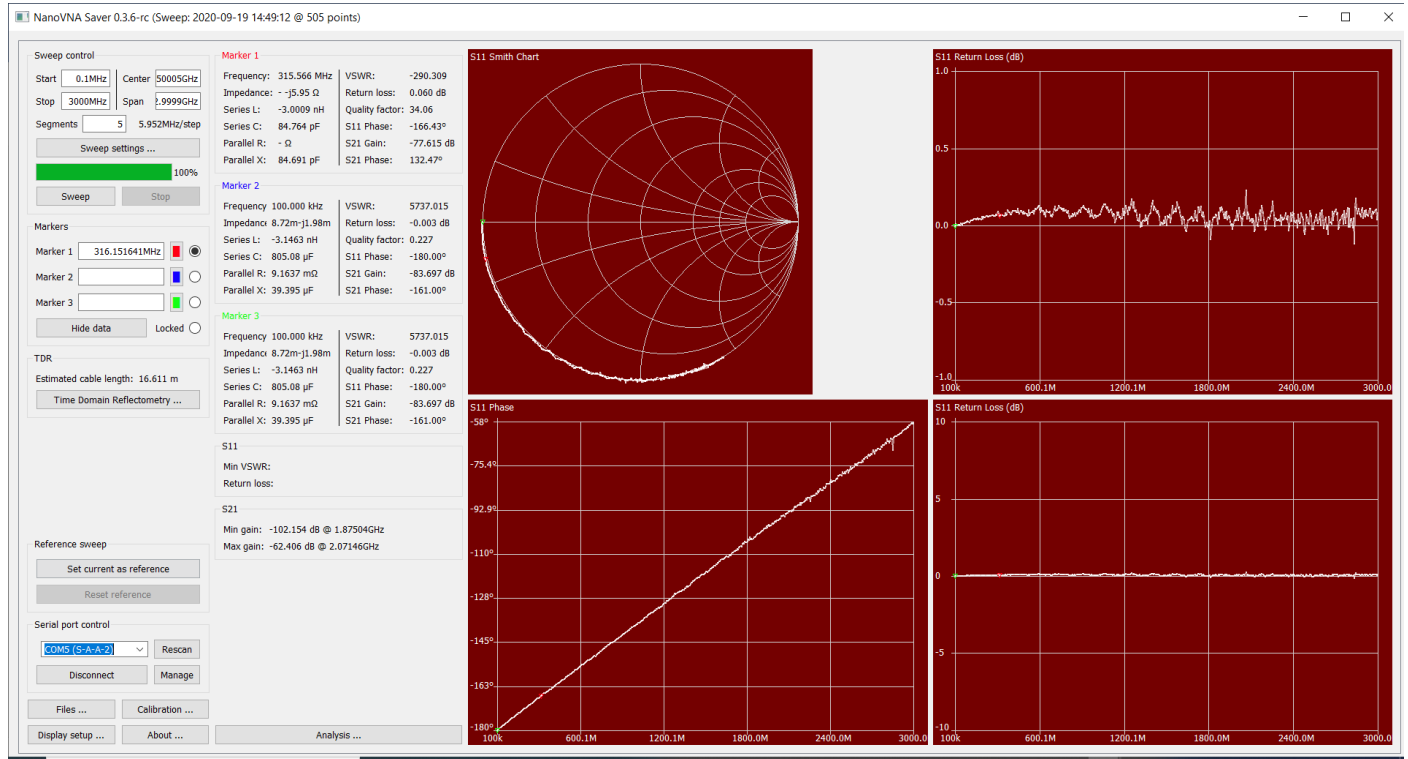 NanoVNA Saver 0.3.6-rc (Sweep: 2020-09-19 14:49:12 @ 505 points)
Sweep control
Start 0.1MHz Center 50005GHz
Stop 3000MHz Span 2.9999GHz
Segments 5 5.952MHz/step
Sweep settings ...
100%
Sweep Stop
Markers
Marker 1 316.151641MHz
Marker 2
Marker 3
Hide data Locked
TDR
Estimated cable length: 16.611 m
Time Domain Reflectometry ...
Reference sweep
Set current as reference
Reset reference
Serial port control
COM5 (S-A-A-2) Rescan
Disconnect Manage
Files ... Calibration ...
Display setup ... About ...
Marker 1
Frequency: 315.566 MHz VSWR: -290.309
Impedance: - -j5.95 Ω Return loss: 0.060 dB
Series L: -3.0009 nH Quality factor: 34.06
Series C: 84.764 pF S11 Phase: -166.43°
Parallel R: - Ω S21 Gain: -77.615 dB
Parallel X: 84.691 pF S21 Phase: 132.47°
Marker 2
Frequency 100.000 kHz VSWR: 5737.015
Impedance 8.72m-j1.98m Return loss: -0.003 dB
Series L: -3.1463 nH Quality factor: 0.227
Series C: 805.08 µF S11 Phase: -180.00°
Parallel R: 9.1637 mΩ S21 Gain: -83.697 dB
Parallel X: 39.395 µF S21 Phase: -161.00°
Marker 3
Frequency 100.000 kHz VSWR: 5737.015
Impedance 8.72m-j1.98m Return loss: -0.003 dB
Series L: -3.1463 nH Quality factor: 0.227
Series C: 805.08 µF S11 Phase: -180.00°
Parallel R: 9.1637 mΩ S21 Gain: -83.697 dB
Parallel X: 39.395 µF S21 Phase: -161.00°
S11
Min VSWR:
Return loss:
S21
Min gain: -102.154 dB @ 1.87504GHz
Max gain: -62.406 dB @ 2.07146GHz
Analysis ...
S11 Smith Chart
S11 Return Loss (dB)
1.0
0.5
0.0
-0.5
-1.0
100k 600.1M 1200.1M 1800.0M 2400.0M 3000.0
S11 Phase
-58°
-75.4°
-92.9°
-110°
-128°
-145°
-163°
-180°
100k 600.1M 1200.1M 1800.0M 2400.0M 3000.0
S11 Return Loss (dB)
10
5
0
-5
-10
100k 600.1M 1200.1M 1800.0M 2400.0M 3000.0